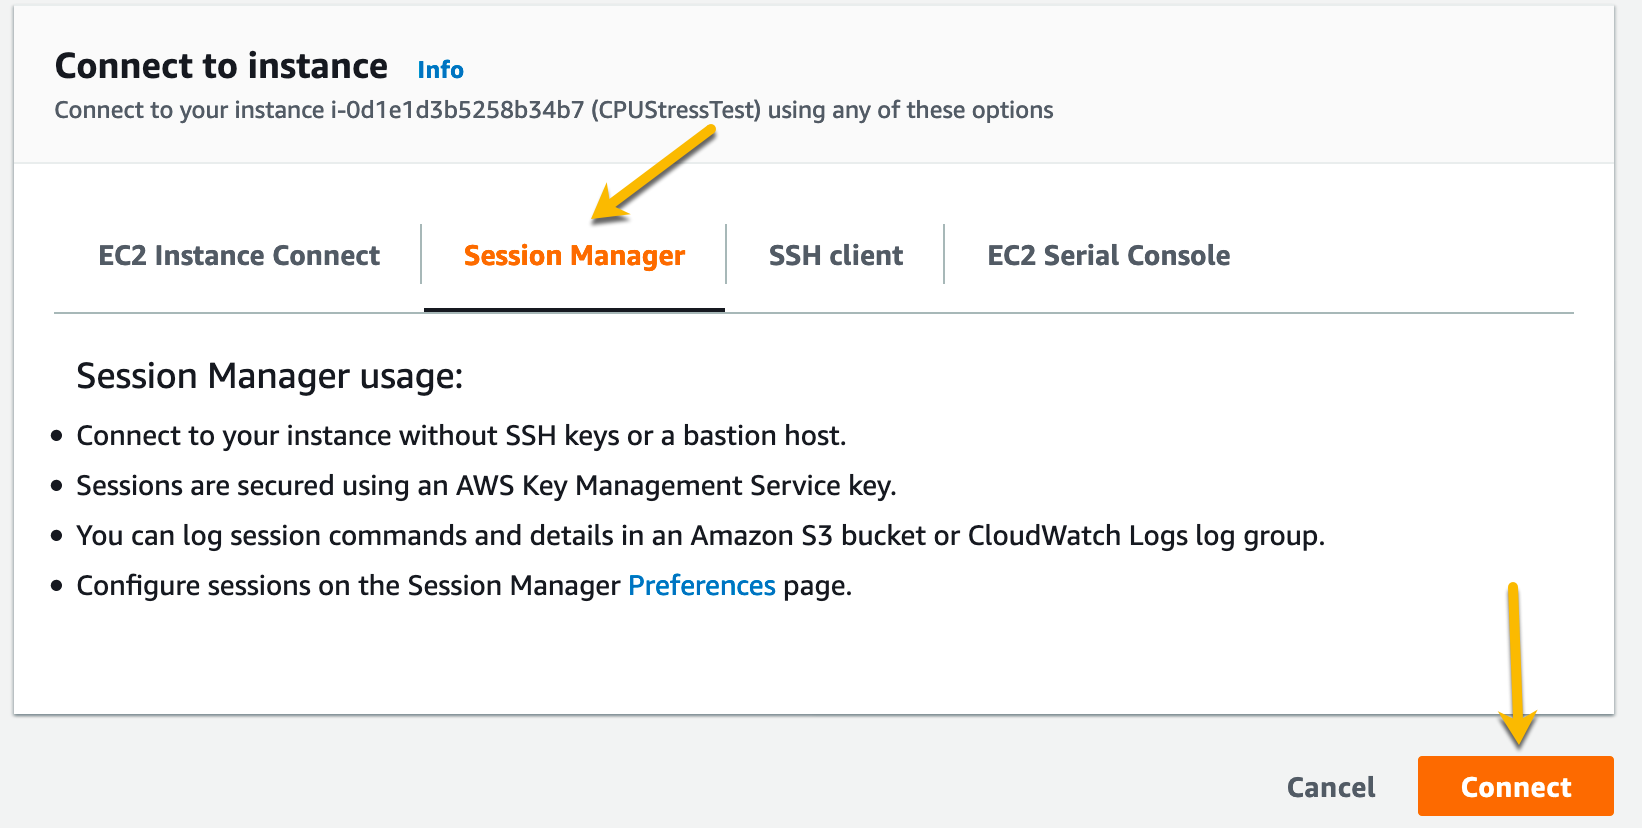 Connect to instance Info
Connect to your instance i-0d1e1d3b5258b34b7 (CPUStressTest) using any of these options
EC2 Instance Connect Session Manager SSH client EC2 Serial Console
Session Manager usage:
• Connect to your instance without SSH keys or a bastion host.
• Sessions are secured using an AWS Key Management Service key.
• You can log session commands and details in an Amazon S3 bucket or CloudWatch Logs log group.
• Configure sessions on the Session Manager Preferences page.
Cancel Connect